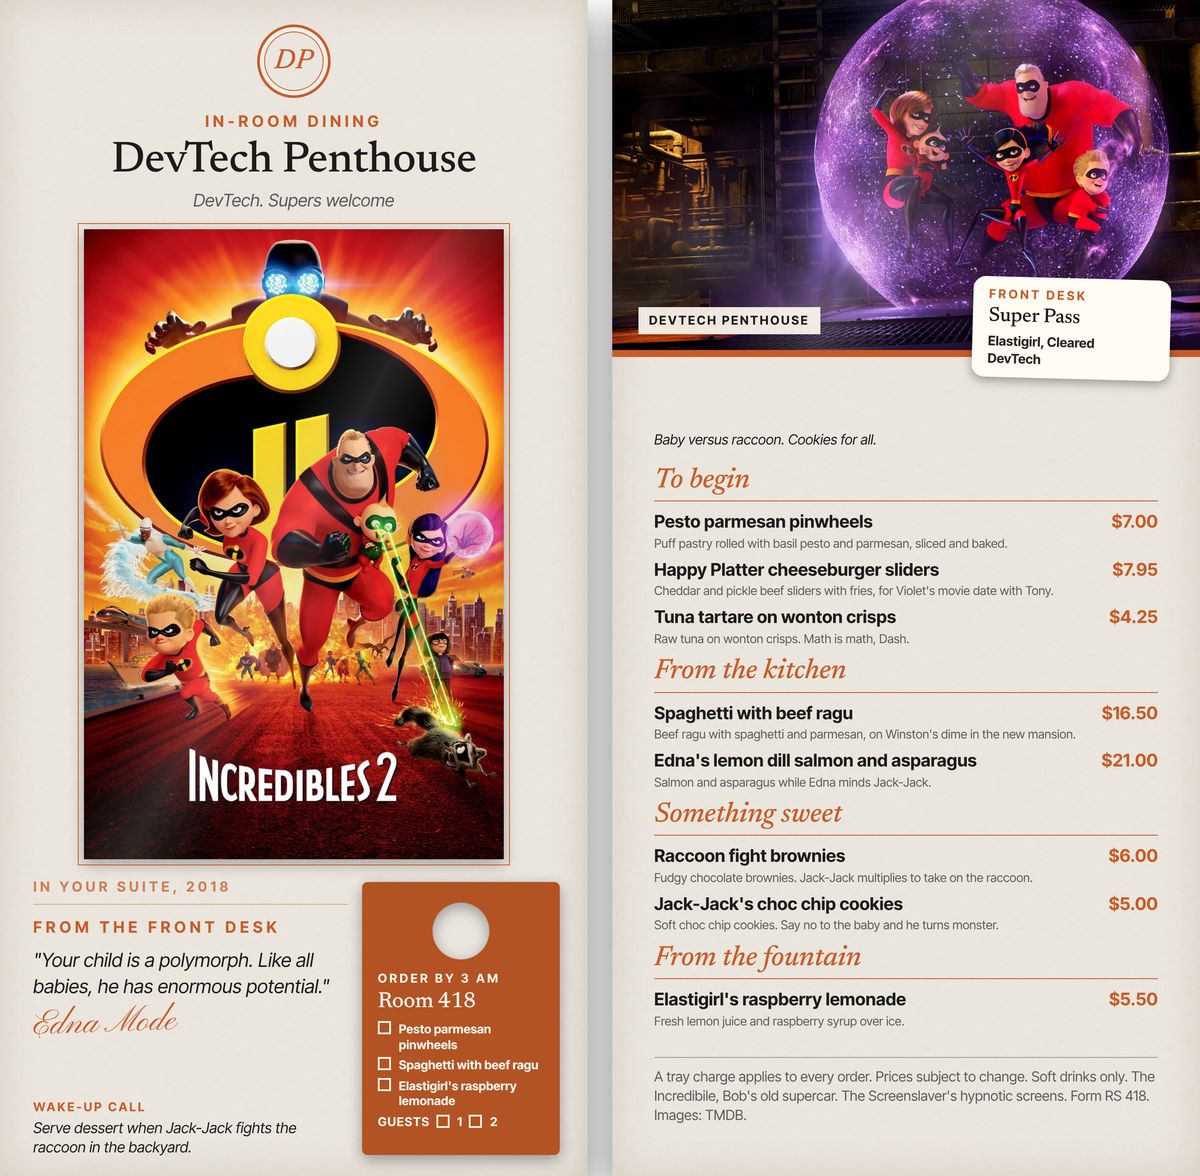 DP
IN-ROOM DINING
DevTech Penthouse
DevTech. Supers welcome
INCREDIBLES 2
IN YOUR SUITE, 2018
FROM THE FRONT DESK
"Your child is a polymorph. Like all
babies, he has enormous potential."
Edna Mode
WAKE-UP CALL
Serve dessert when Jack-Jack fights the
raccoon in the backyard.
ORDER BY 3 AM
Room 418
Pesto parmesan
pinwheels
Spaghetti with beef ragu
Elastigirl's raspberry
lemonade
GUESTS 1 2
DEVTECH PENTHOUSE
FRONT DESK
Super Pass
Elastigirl, Cleared
DevTech
Baby versus raccoon. Cookies for all.
To begin
Pesto parmesan pinwheels $7.00
Puff pastry rolled with basil pesto and parmesan, sliced and baked.
Happy Platter cheeseburger sliders $7.95
Cheddar and pickle beef sliders with fries, for Violet's movie date with Tony.
Tuna tartare on wonton crisps $4.25
Raw tuna on wonton crisps. Math is math, Dash.
From the kitchen
Spaghetti with beef ragu $16.50
Beef ragu with spaghetti and parmesan, on Winston's dime in the new mansion.
Edna's lemon dill salmon and asparagus $21.00
Salmon and asparagus while Edna minds Jack-Jack.
Something sweet
Raccoon fight brownies $6.00
Fudgy chocolate brownies. Jack-Jack multiplies to take on the raccoon.
Jack-Jack's choc chip cookies $5.00
Soft choc chip cookies. Say no to the baby and he turns monster.
From the fountain
Elastigirl's raspberry lemonade $5.50
Fresh lemon juice and raspberry syrup over ice.
A tray charge applies to every order. Prices subject to change. Soft drinks only. The
Incredibile, Bob's old supercar. The Screenslaver's hypnotic screens. Form RS 418.
Images: TMDB.